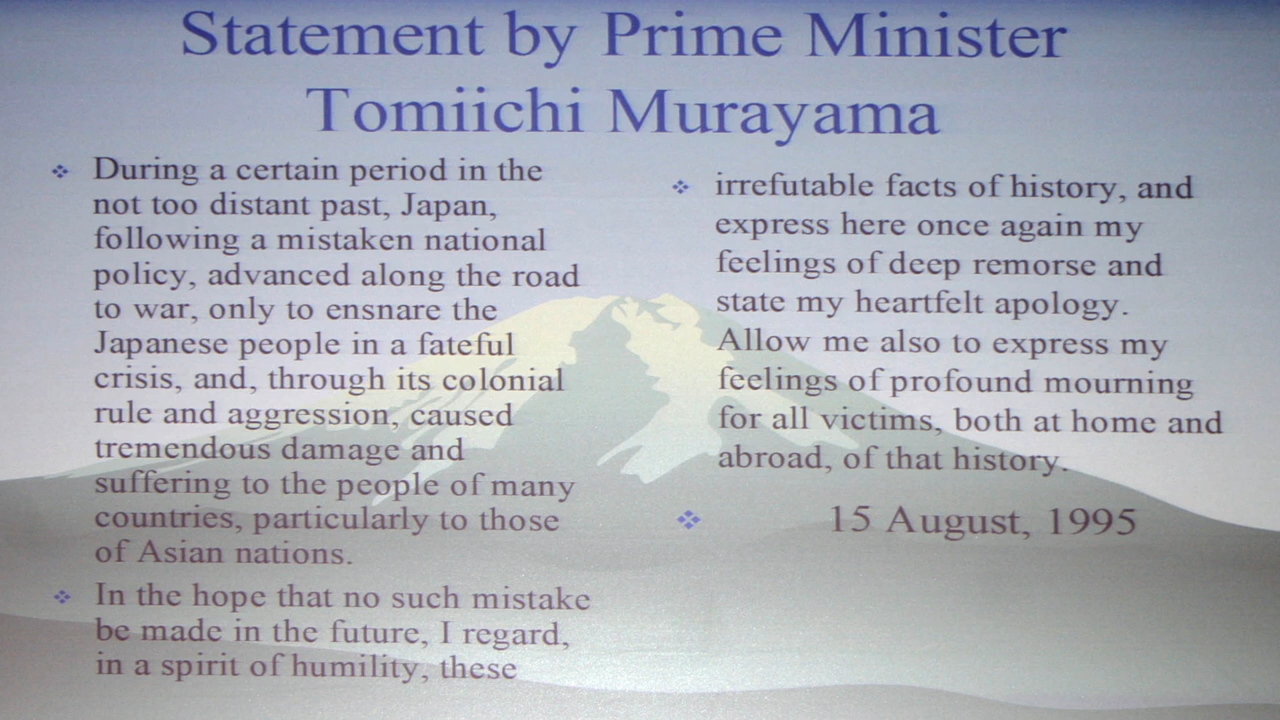 Statement by Prime Minister
Tomiichi Murayama
❖ During a certain period in the
not too distant past, Japan,
following a mistaken national
policy, advanced along the road
to war, only to ensnare the
Japanese people in a fateful
crisis, and, through its colonial
rule and aggression, caused
tremendous damage and
suffering to the people of many
countries, particularly to those
of Asian nations.
❖ In the hope that no such mistake
be made in the future, I regard,
in a spirit of humility, these
❖ irrefutable facts of history, and
express here once again my
feelings of deep remorse and
state my heartfelt apology.
Allow me also to express my
feelings of profound mourning
for all victims, both at home and
abroad, of that history.
❖ 15 August, 1995